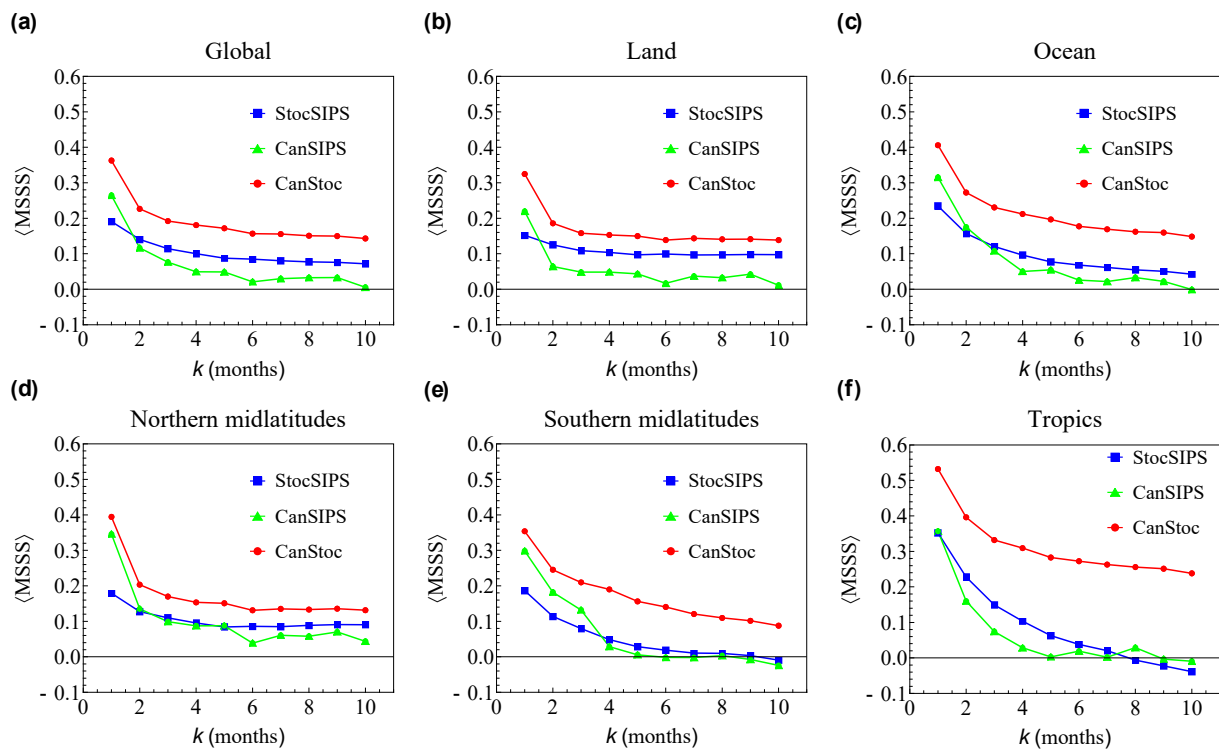 (a)
Global
0.6
0.5
0.4
0.3
0.2
0.1
0.0
- 0.1
0 2 4 6 8 10
⟨MSSS⟩
k (months)
StocSIPS
CanSIPS
CanStoc
(b)
Land
0.6
0.5
0.4
0.3
0.2
0.1
0.0
- 0.1
0 2 4 6 8 10
⟨MSSS⟩
k (months)
StocSIPS
CanSIPS
CanStoc
(c)
Ocean
0.6
0.5
0.4
0.3
0.2
0.1
0.0
- 0.1
0 2 4 6 8 10
⟨MSSS⟩
k (months)
StocSIPS
CanSIPS
CanStoc
(d)
Northern midlatitudes
0.6
0.5
0.4
0.3
0.2
0.1
0.0
- 0.1
0 2 4 6 8 10
⟨MSSS⟩
k (months)
StocSIPS
CanSIPS
CanStoc
(e)
Southern midlatitudes
0.6
0.5
0.4
0.3
0.2
0.1
0.0
- 0.1
0 2 4 6 8 10
⟨MSSS⟩
k (months)
StocSIPS
CanSIPS
CanStoc
(f)
Tropics
0.6
0.5
0.4
0.3
0.2
0.1
0.0
- 0.1
0 2 4 6 8 10
⟨MSSS⟩
k (months)
StocSIPS
CanSIPS
CanStoc